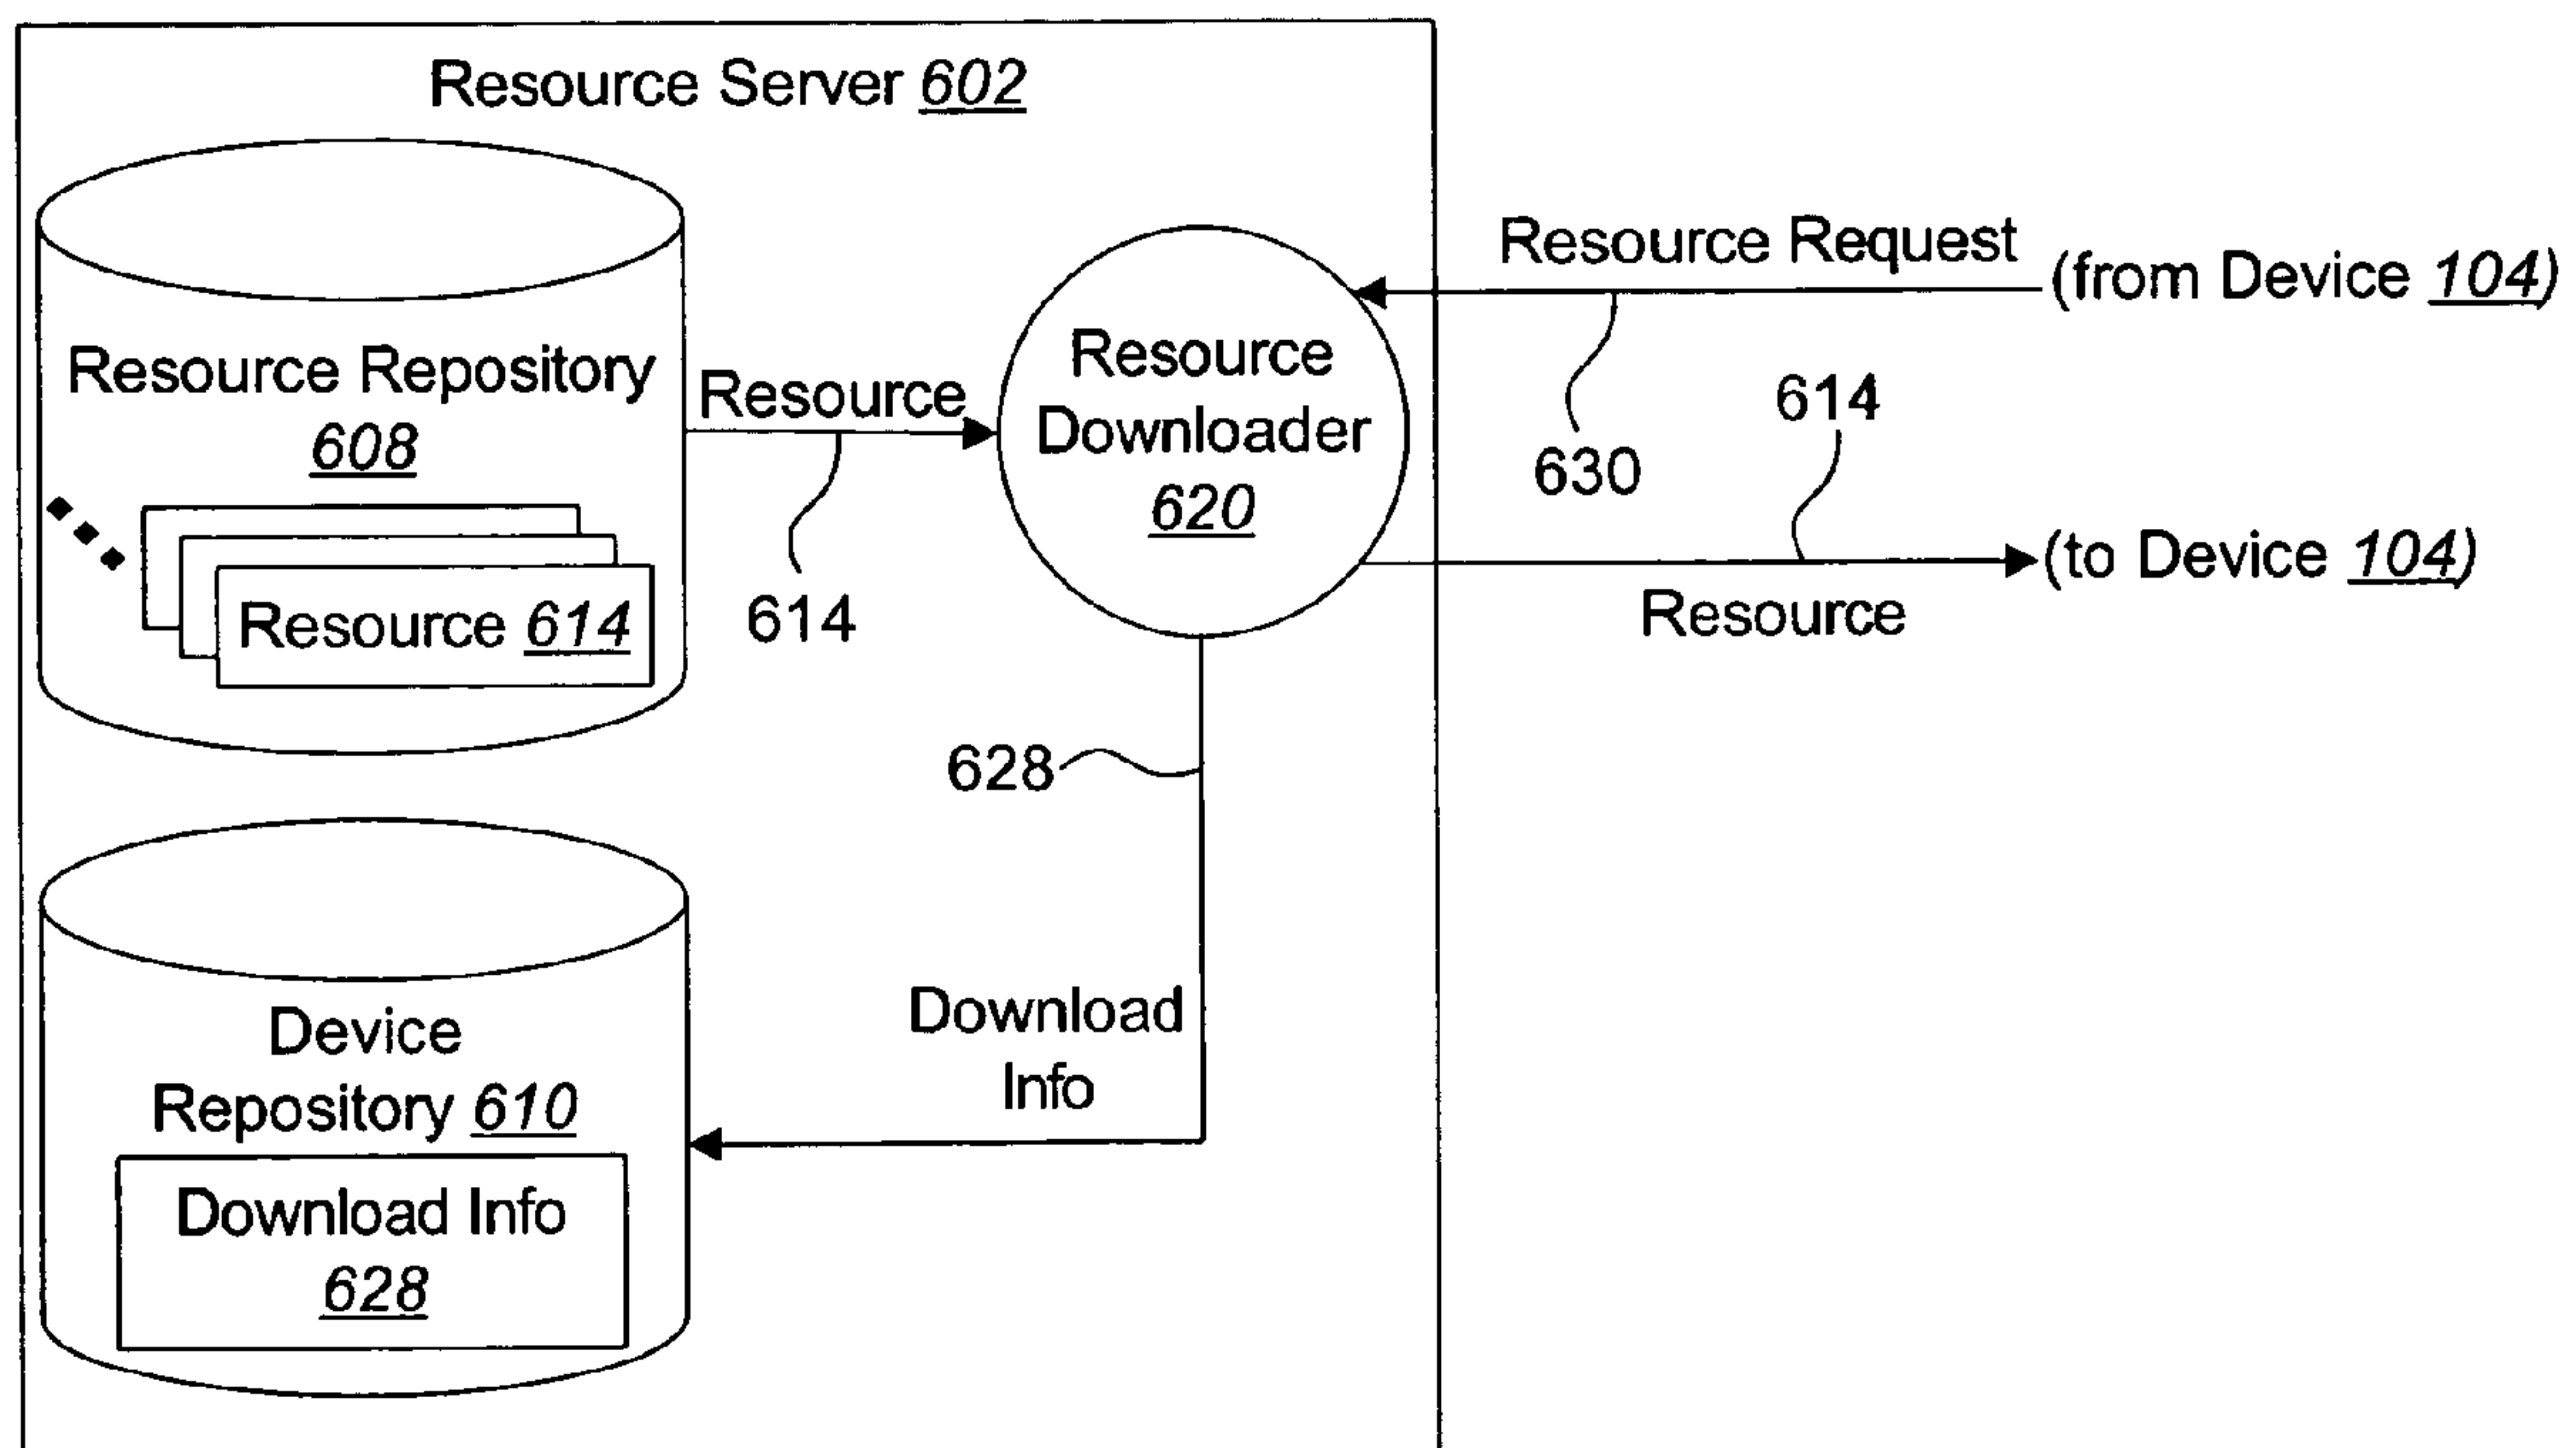 Resource Server 602
Resource Repository
608
Resource 614
Resource
614
Resource
Downloader
620
Resource Request
(from Device 104)
630
614
(to Device 104)
Resource
628
Download
Info
Device
Repository 610
Download Info
628